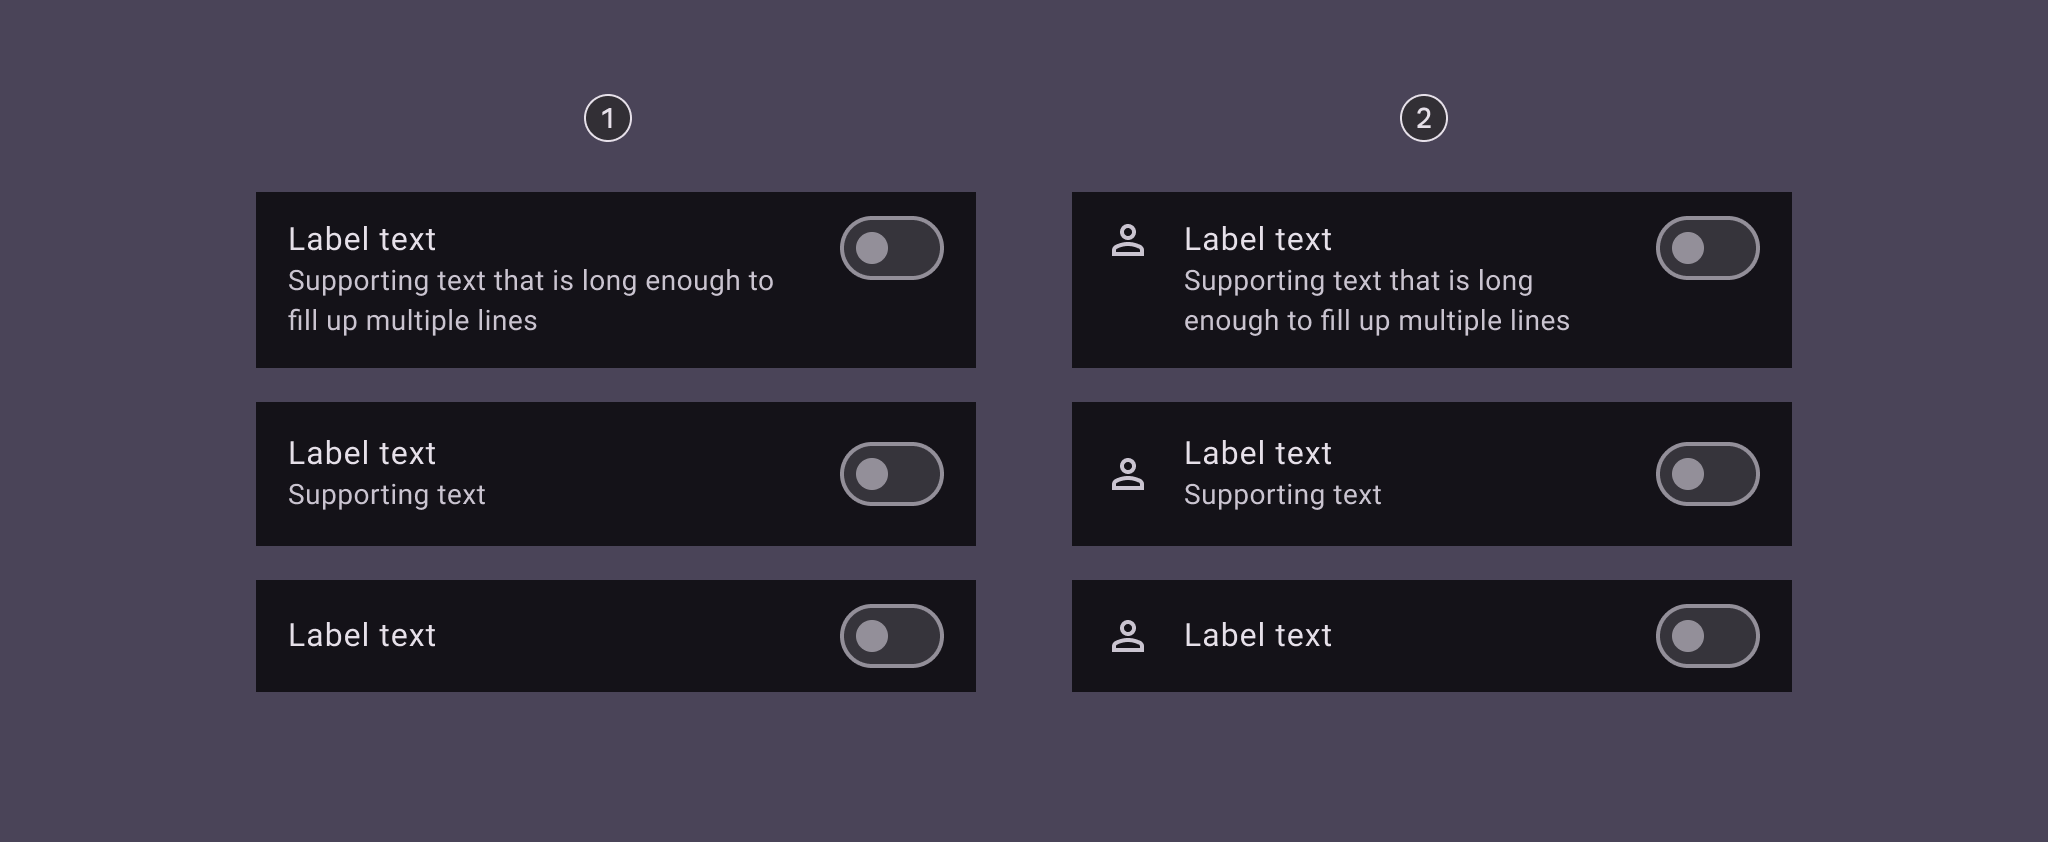 1
Label text
Supporting text that is long enough to
fill up multiple lines
Label text
Supporting text
Label text
2
Label text
Supporting text that is long
enough to fill up multiple lines
Label text
Supporting text
Label text